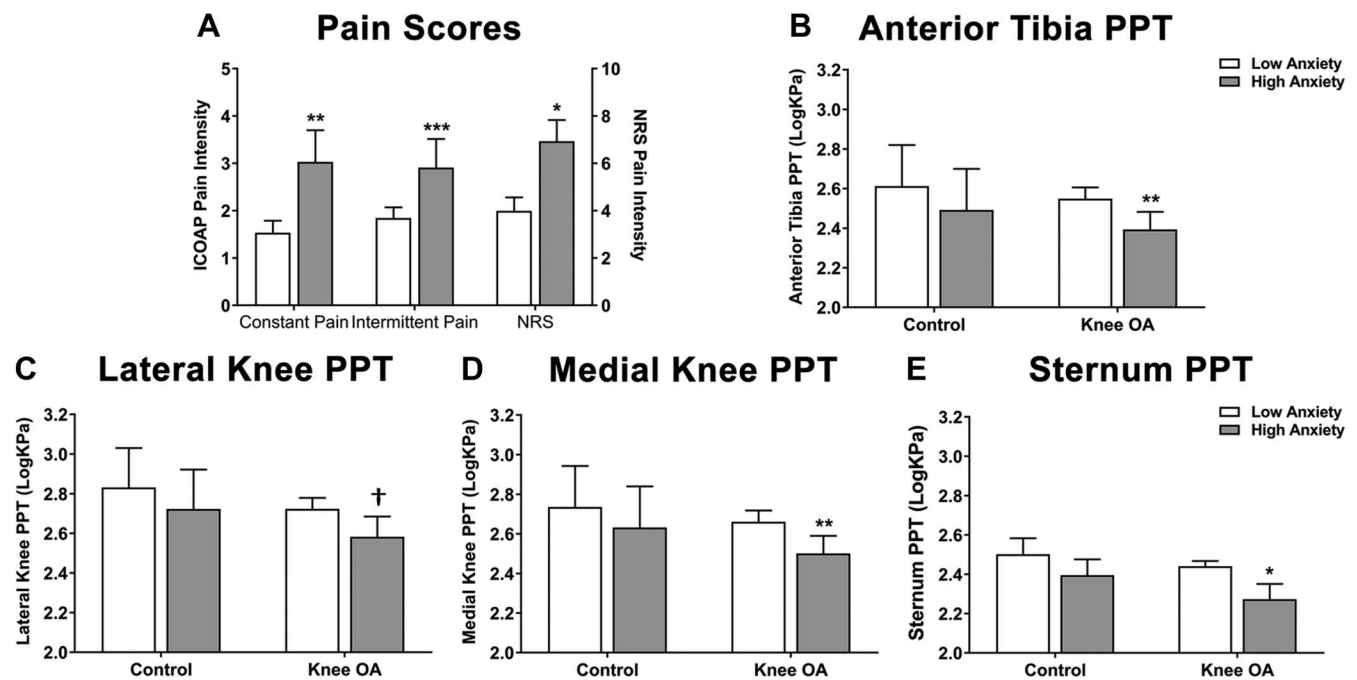 A Pain Scores
ICOAP Pain Intensity
5
4
3
2
1
0
** *** *
10
8
6
4
2
0
NRS Pain Intensity
Constant Pain Intermittent Pain NRS
B Anterior Tibia PPT
Anterior Tibia PPT (LogKPa)
3.2
3.0
2.8
2.6
2.4
2.2
2.0
**
Control Knee OA
Low Anxiety
High Anxiety
C Lateral Knee PPT
Lateral Knee PPT (LogKPa)
3.2
3.0
2.8
2.6
2.4
2.2
2.0
†
Control Knee OA
D Medial Knee PPT
Medial Knee PPT (LogKPa)
3.2
3.0
2.8
2.6
2.4
2.2
2.0
**
Control Knee OA
E Sternum PPT
Sternum PPT (LogKPa)
3.2
3.0
2.8
2.6
2.4
2.2
2.0
*
Control Knee OA
Low Anxiety
High Anxiety